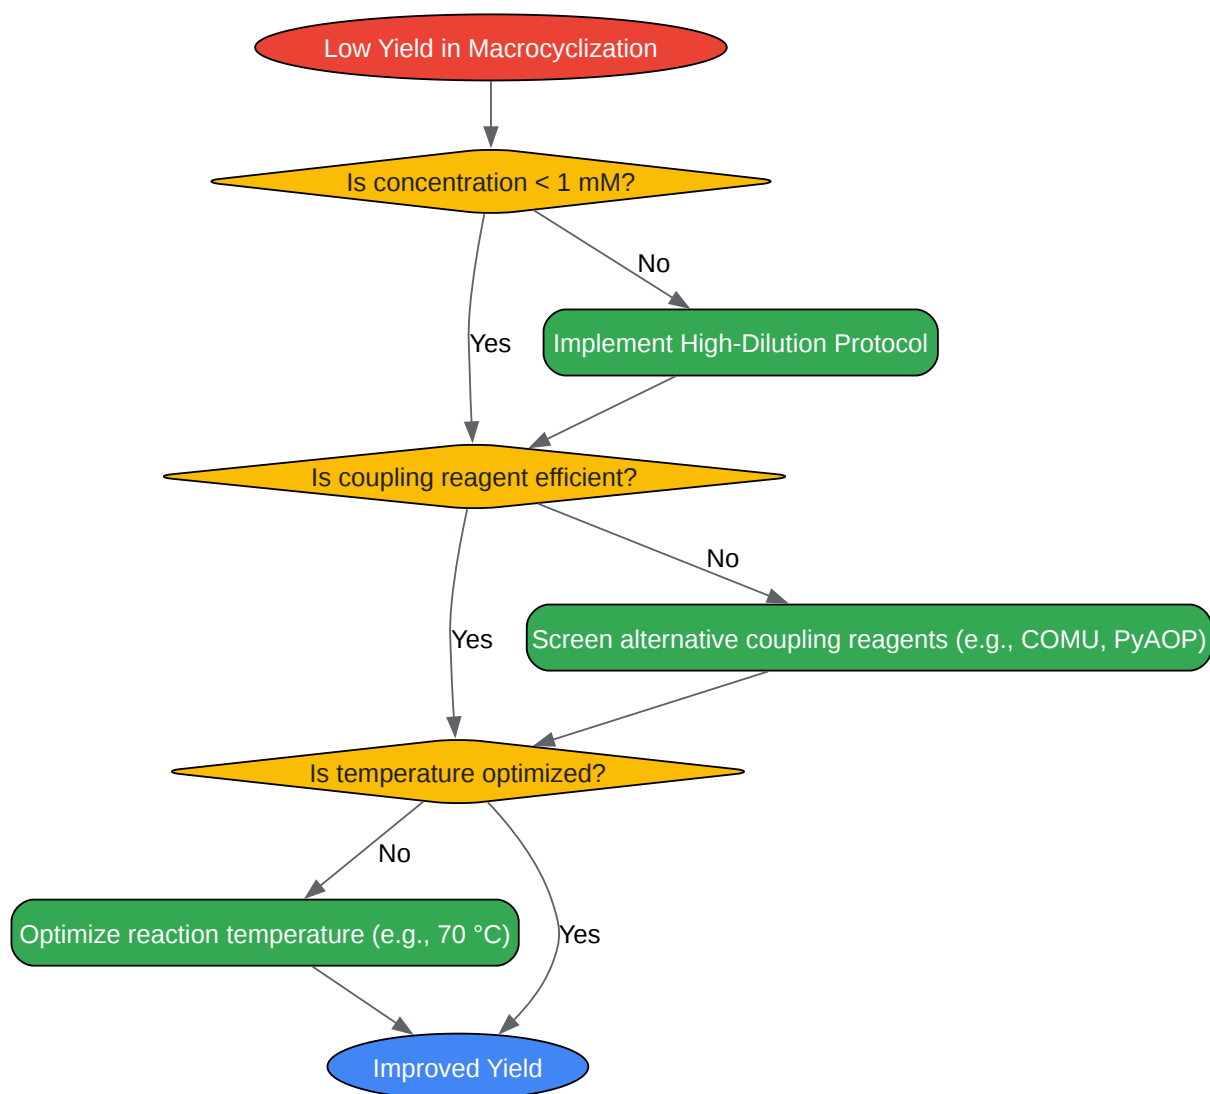 Low Yield in Macrocyclization
Is concentration < 1 mM?
No
Implement High-Dilution Protocol
Yes
Is coupling reagent efficient?
No
Screen alternative coupling reagents (e.g., COMU, PyAOP)
Yes
Is temperature optimized?
No
Optimize reaction temperature (e.g., 70 °C)
Yes
Improved Yield